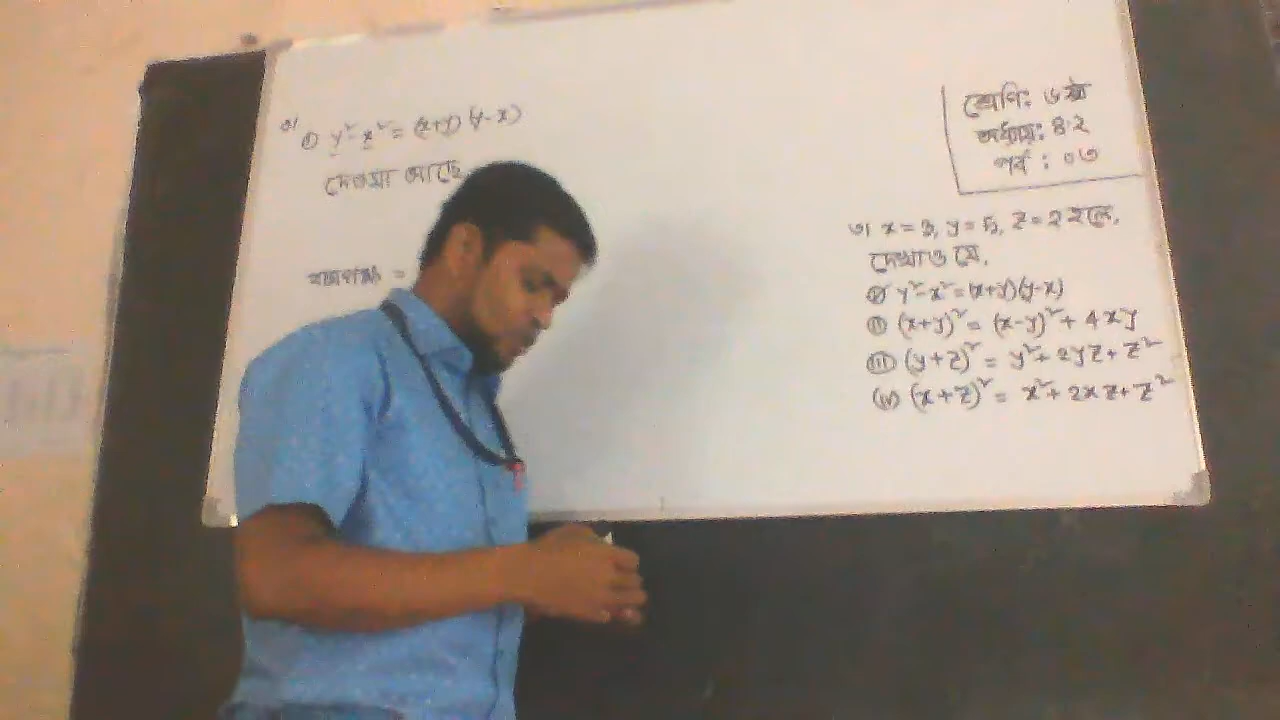 ৩। i) y² - x² = (x+y) (y-x)
দেওয়া আছে
বামপক্ষ =
শ্রেণি: ৬ষ্ঠ
অধ্যায়: ৪.২
পর্ব : ০৩
৩। x = 3, y = 5, z = 2 হলে,
দেখাও যে,
i) y² - x² = (x+y)(y-x)
ii) (x+y)² = (x-y)² + 4xy
iii) (y+z)² = y² + 2yz + z²
iv) (x+z)² = x² + 2xz + z²